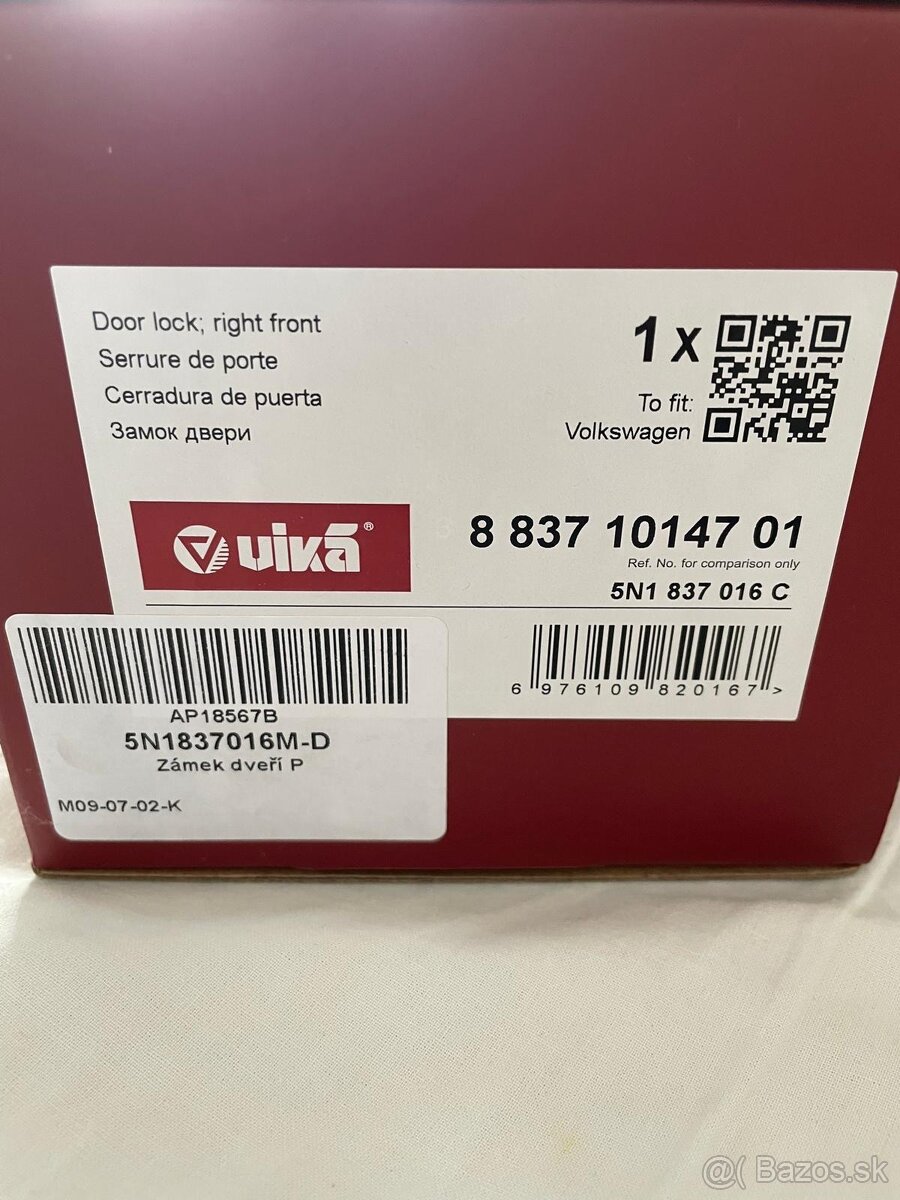 Door lock; right front
Serrure de porte
Cerradura de puerta
Замок двери
1 x
To fit:
Volkswagen
vikă®
8 837 10147 01
Ref. No. for comparison only
5N1 837 016 C
6 976109 820167 >
AP18567B
5N1837016M-D
Zámek dveří P
M09-07-02-K
@( Bazos.sk